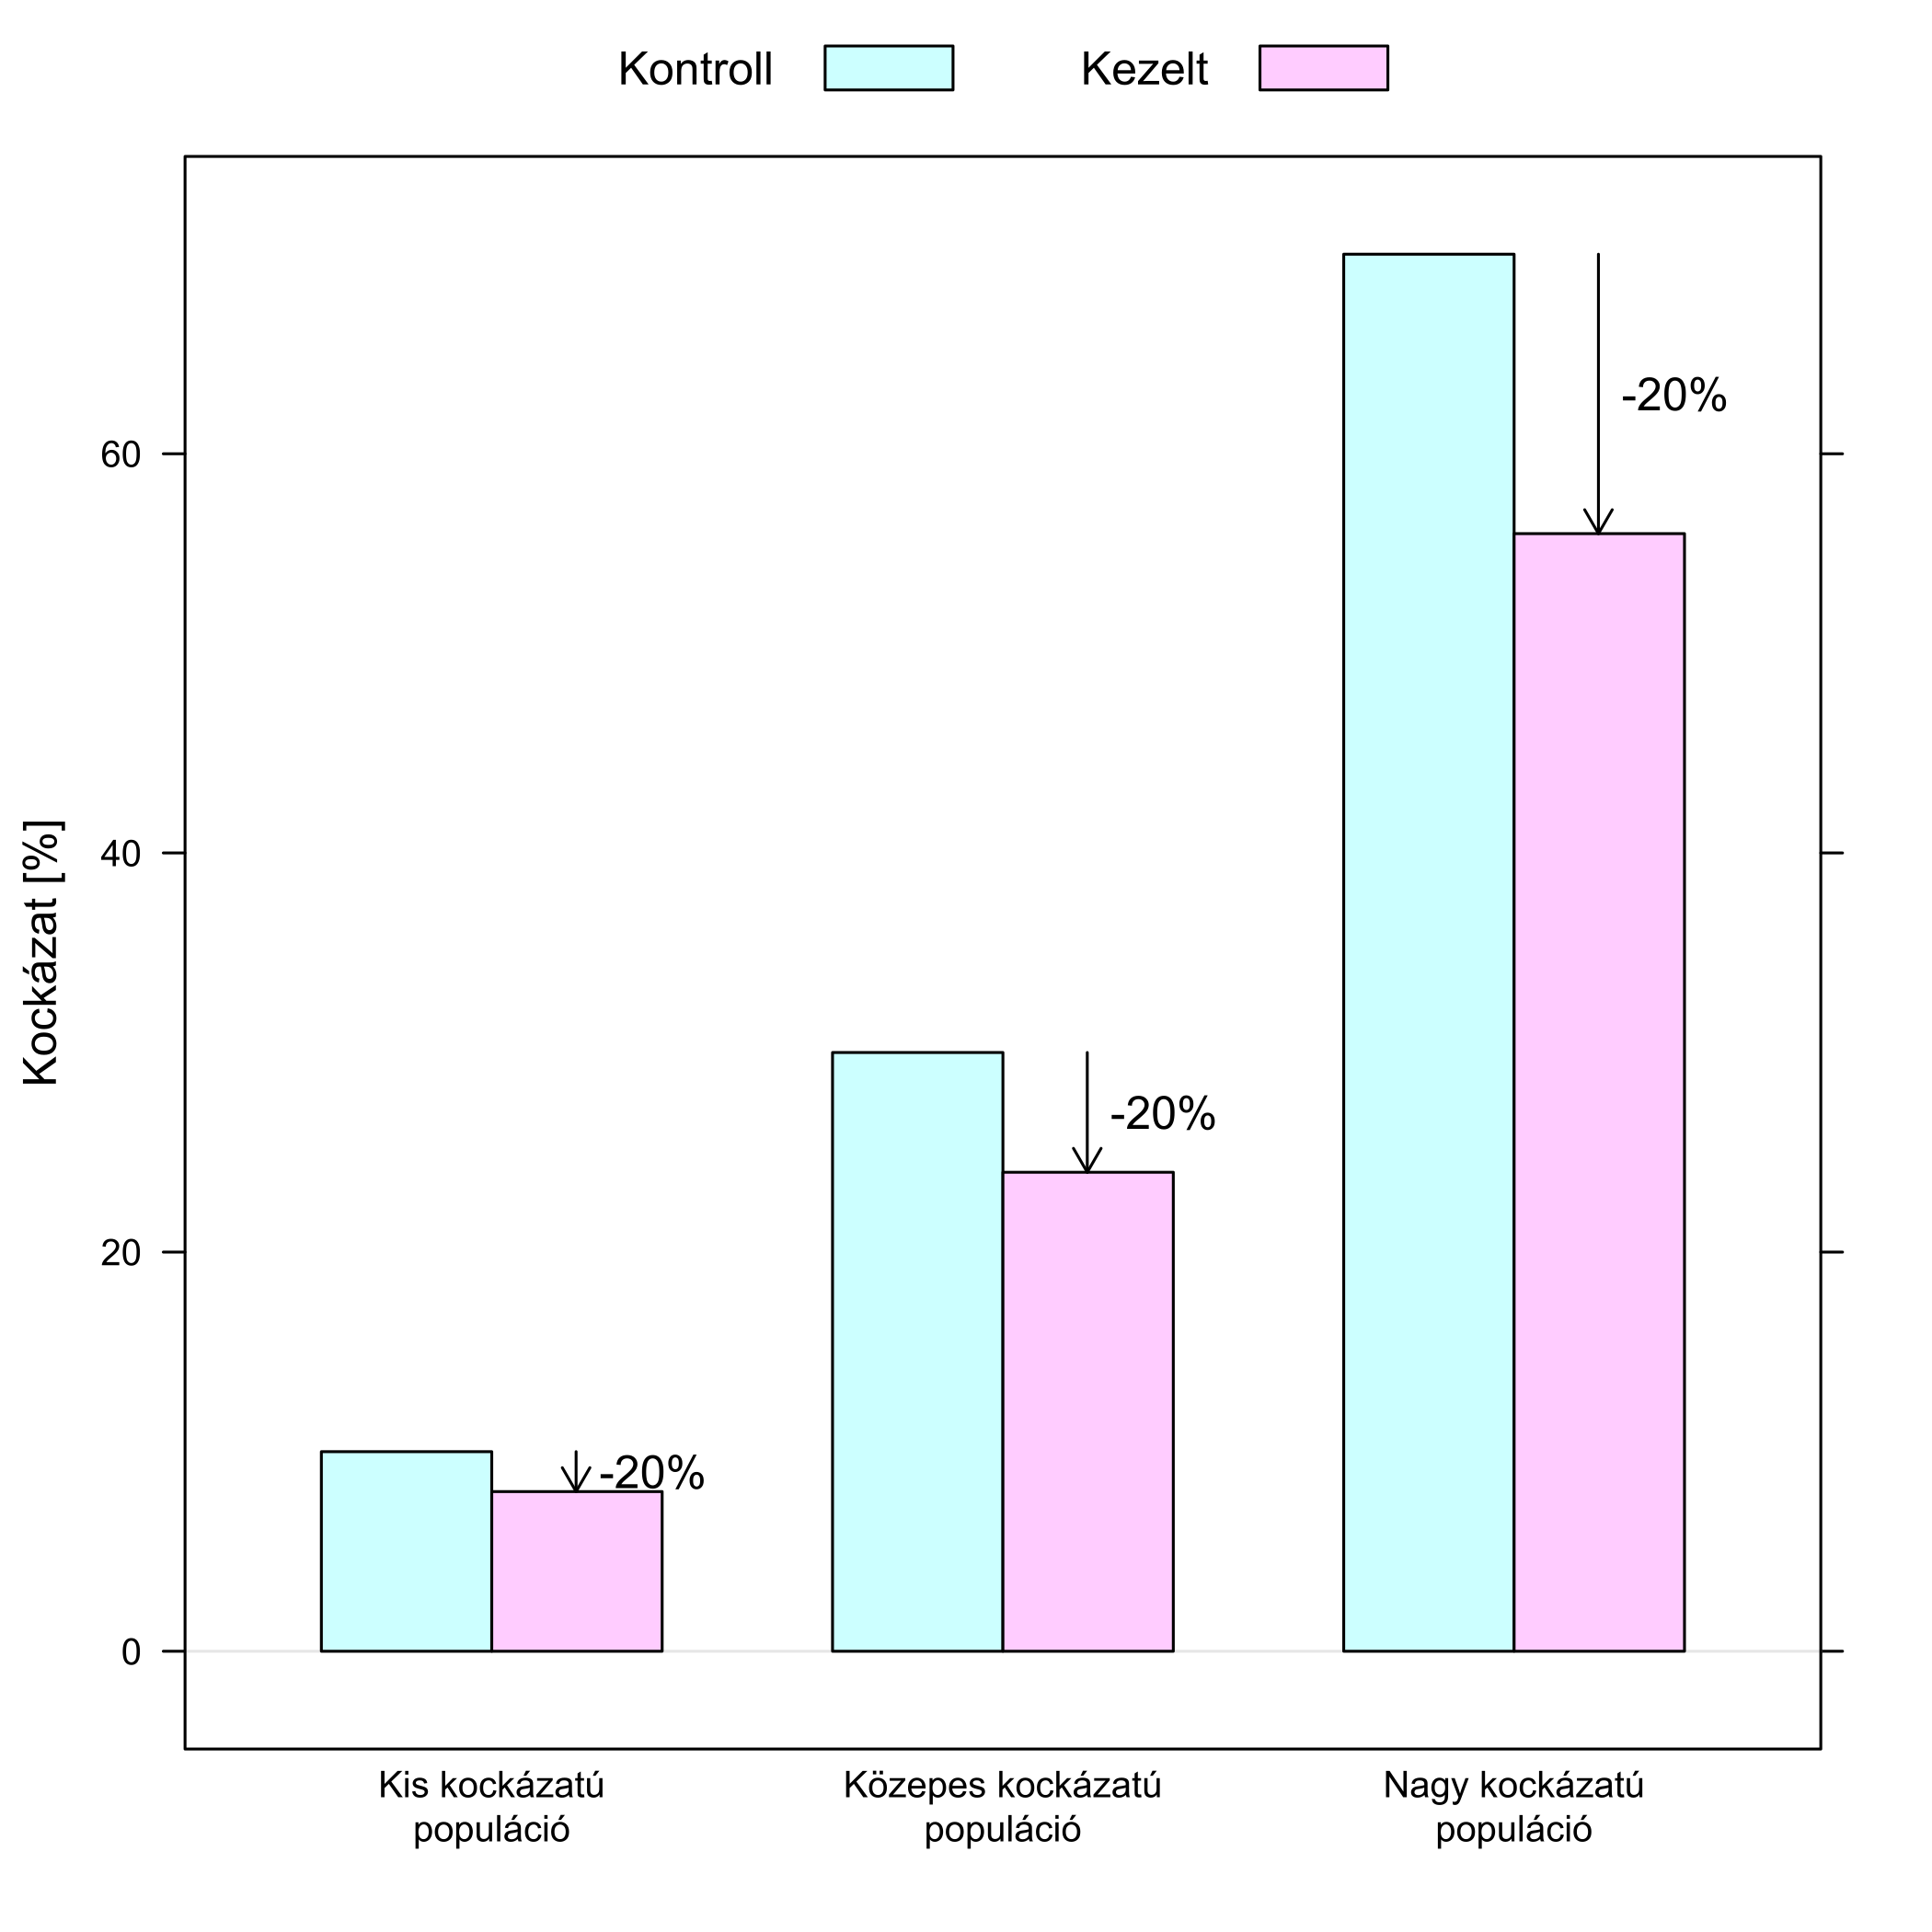 Kontroll
Kezelt
Kockázat [%]
60
40
20
0
-20%
-20%
-20%
Kis kockázatú
populáció
Közepes kockázatú
populáció
Nagy kockázatú
populáció